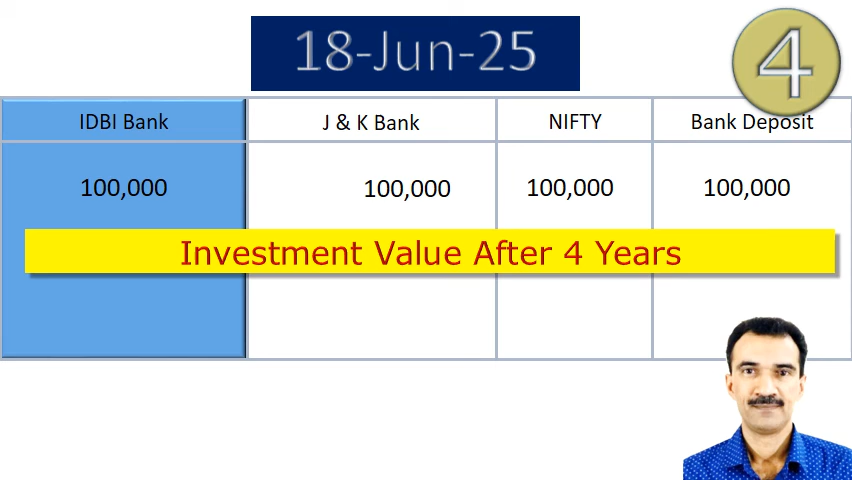 18-Jun-25
4
IDBI Bank J & K Bank NIFTY Bank Deposit
100,000 100,000 100,000 100,000
Investment Value After 4 Years